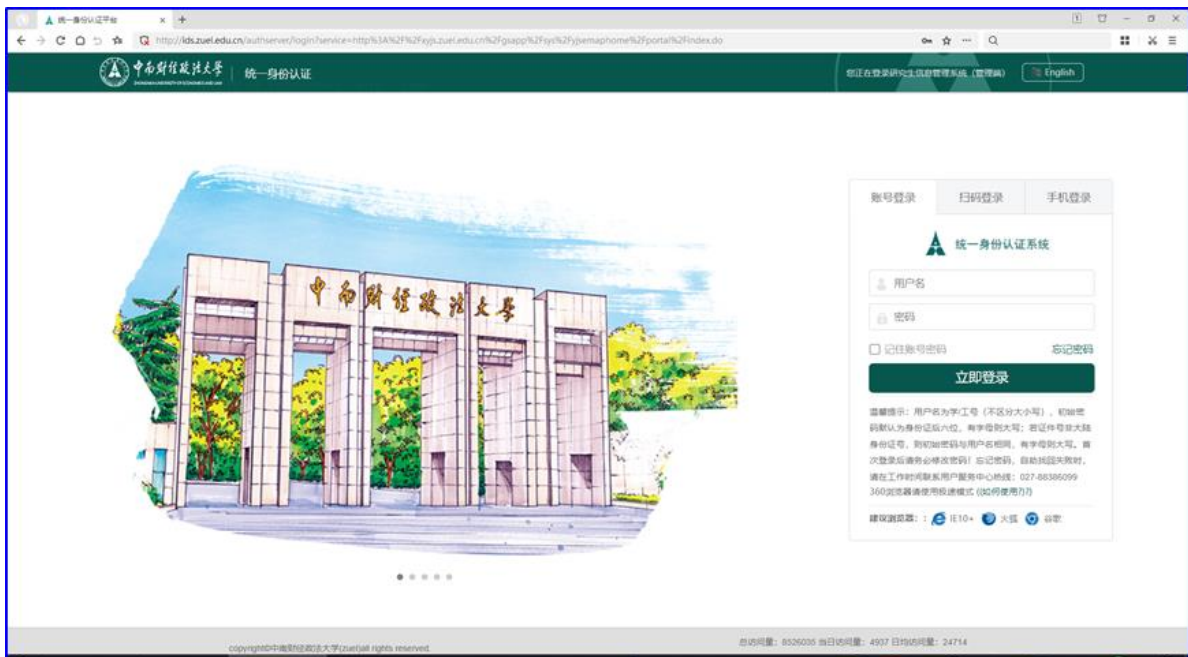 统一身份认证平台
http://ids.zuel.edu.cn/authserver/login?service=http%3A%2F%2Fxyjs.zuel.edu.cn%2Fgsapp%2Fsys%2Fyjsemaphome%2Fportal%2Findex.do
中南财经政法大学
ZHONGNAN UNIVERSITY OF ECONOMICS AND LAW
统一身份认证
您正在登录研究生信息管理系统（管理端）
English
中南财经政法大学
账号登录 扫码登录 手机登录
统一身份认证系统
用户名
密码
记住账号密码 忘记密码
立即登录
温馨提示：用户名为学/工号（不区分大小写），初始密
码默认为身份证后六位，有字母则大写；若证件号非大陆
身份证号，则初始密码与用户名相同，有字母则大写。首
次登录后请务必修改密码！忘记密码，自助找回失败时，
请在工作时间联系用户服务中心热线：027-88386099
360浏览器请使用极速模式 ((如何使用?)?)
建议浏览器：: IE10+ 火狐 谷歌
copyright©中南财经政法大学(zuel)all rights reserved.
总访问量：8526035 当日访问量：4937 日均访问量：24714